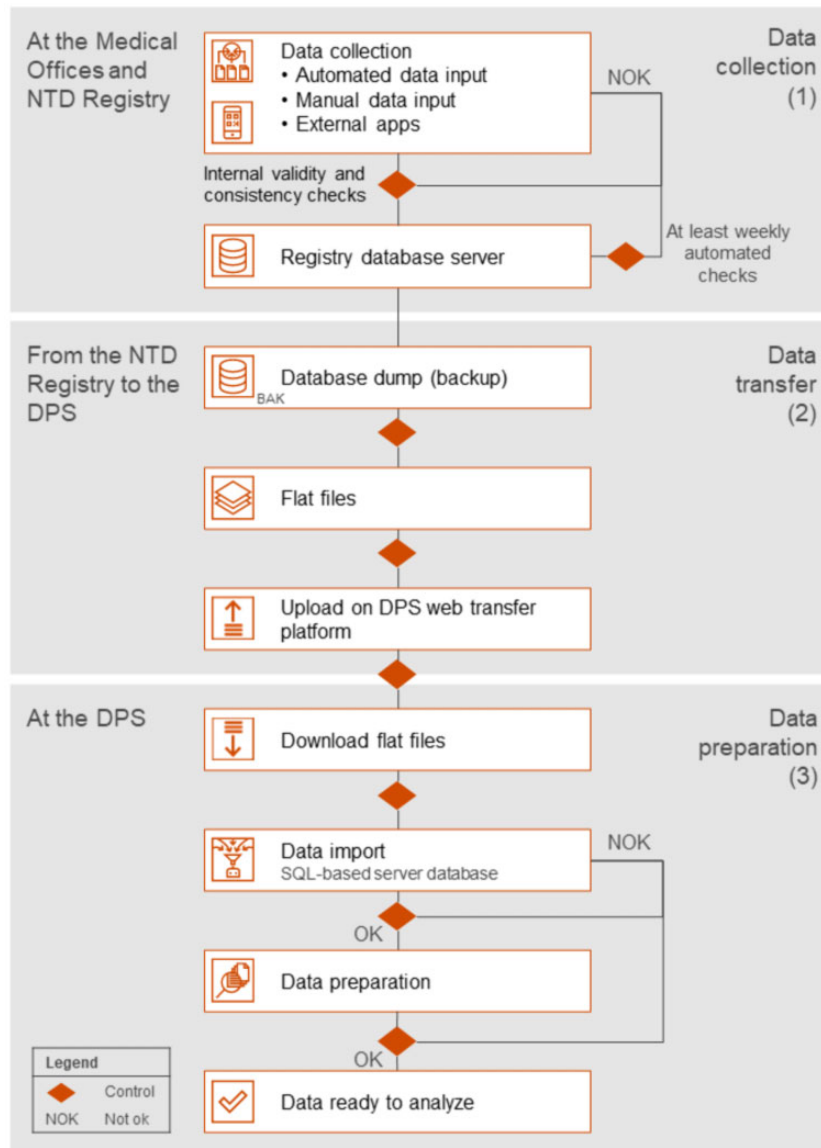 At the Medical
Offices and
NTD Registry
Data collection
• Automated data input
• Manual data input
• External apps
NOK
Data
collection
(1)
Internal validity and
consistency checks
Registry database server
At least weekly
automated
checks
From the NTD
Registry to the
DPS
BAK
Database dump (backup)
Data
transfer
(2)
Flat files
Upload on DPS web transfer
platform
At the DPS
Download flat files
Data
preparation
(3)
Data import
SQL-based server database
NOK
OK
Data preparation
OK
Data ready to analyze
Legend
Control
NOK Not ok